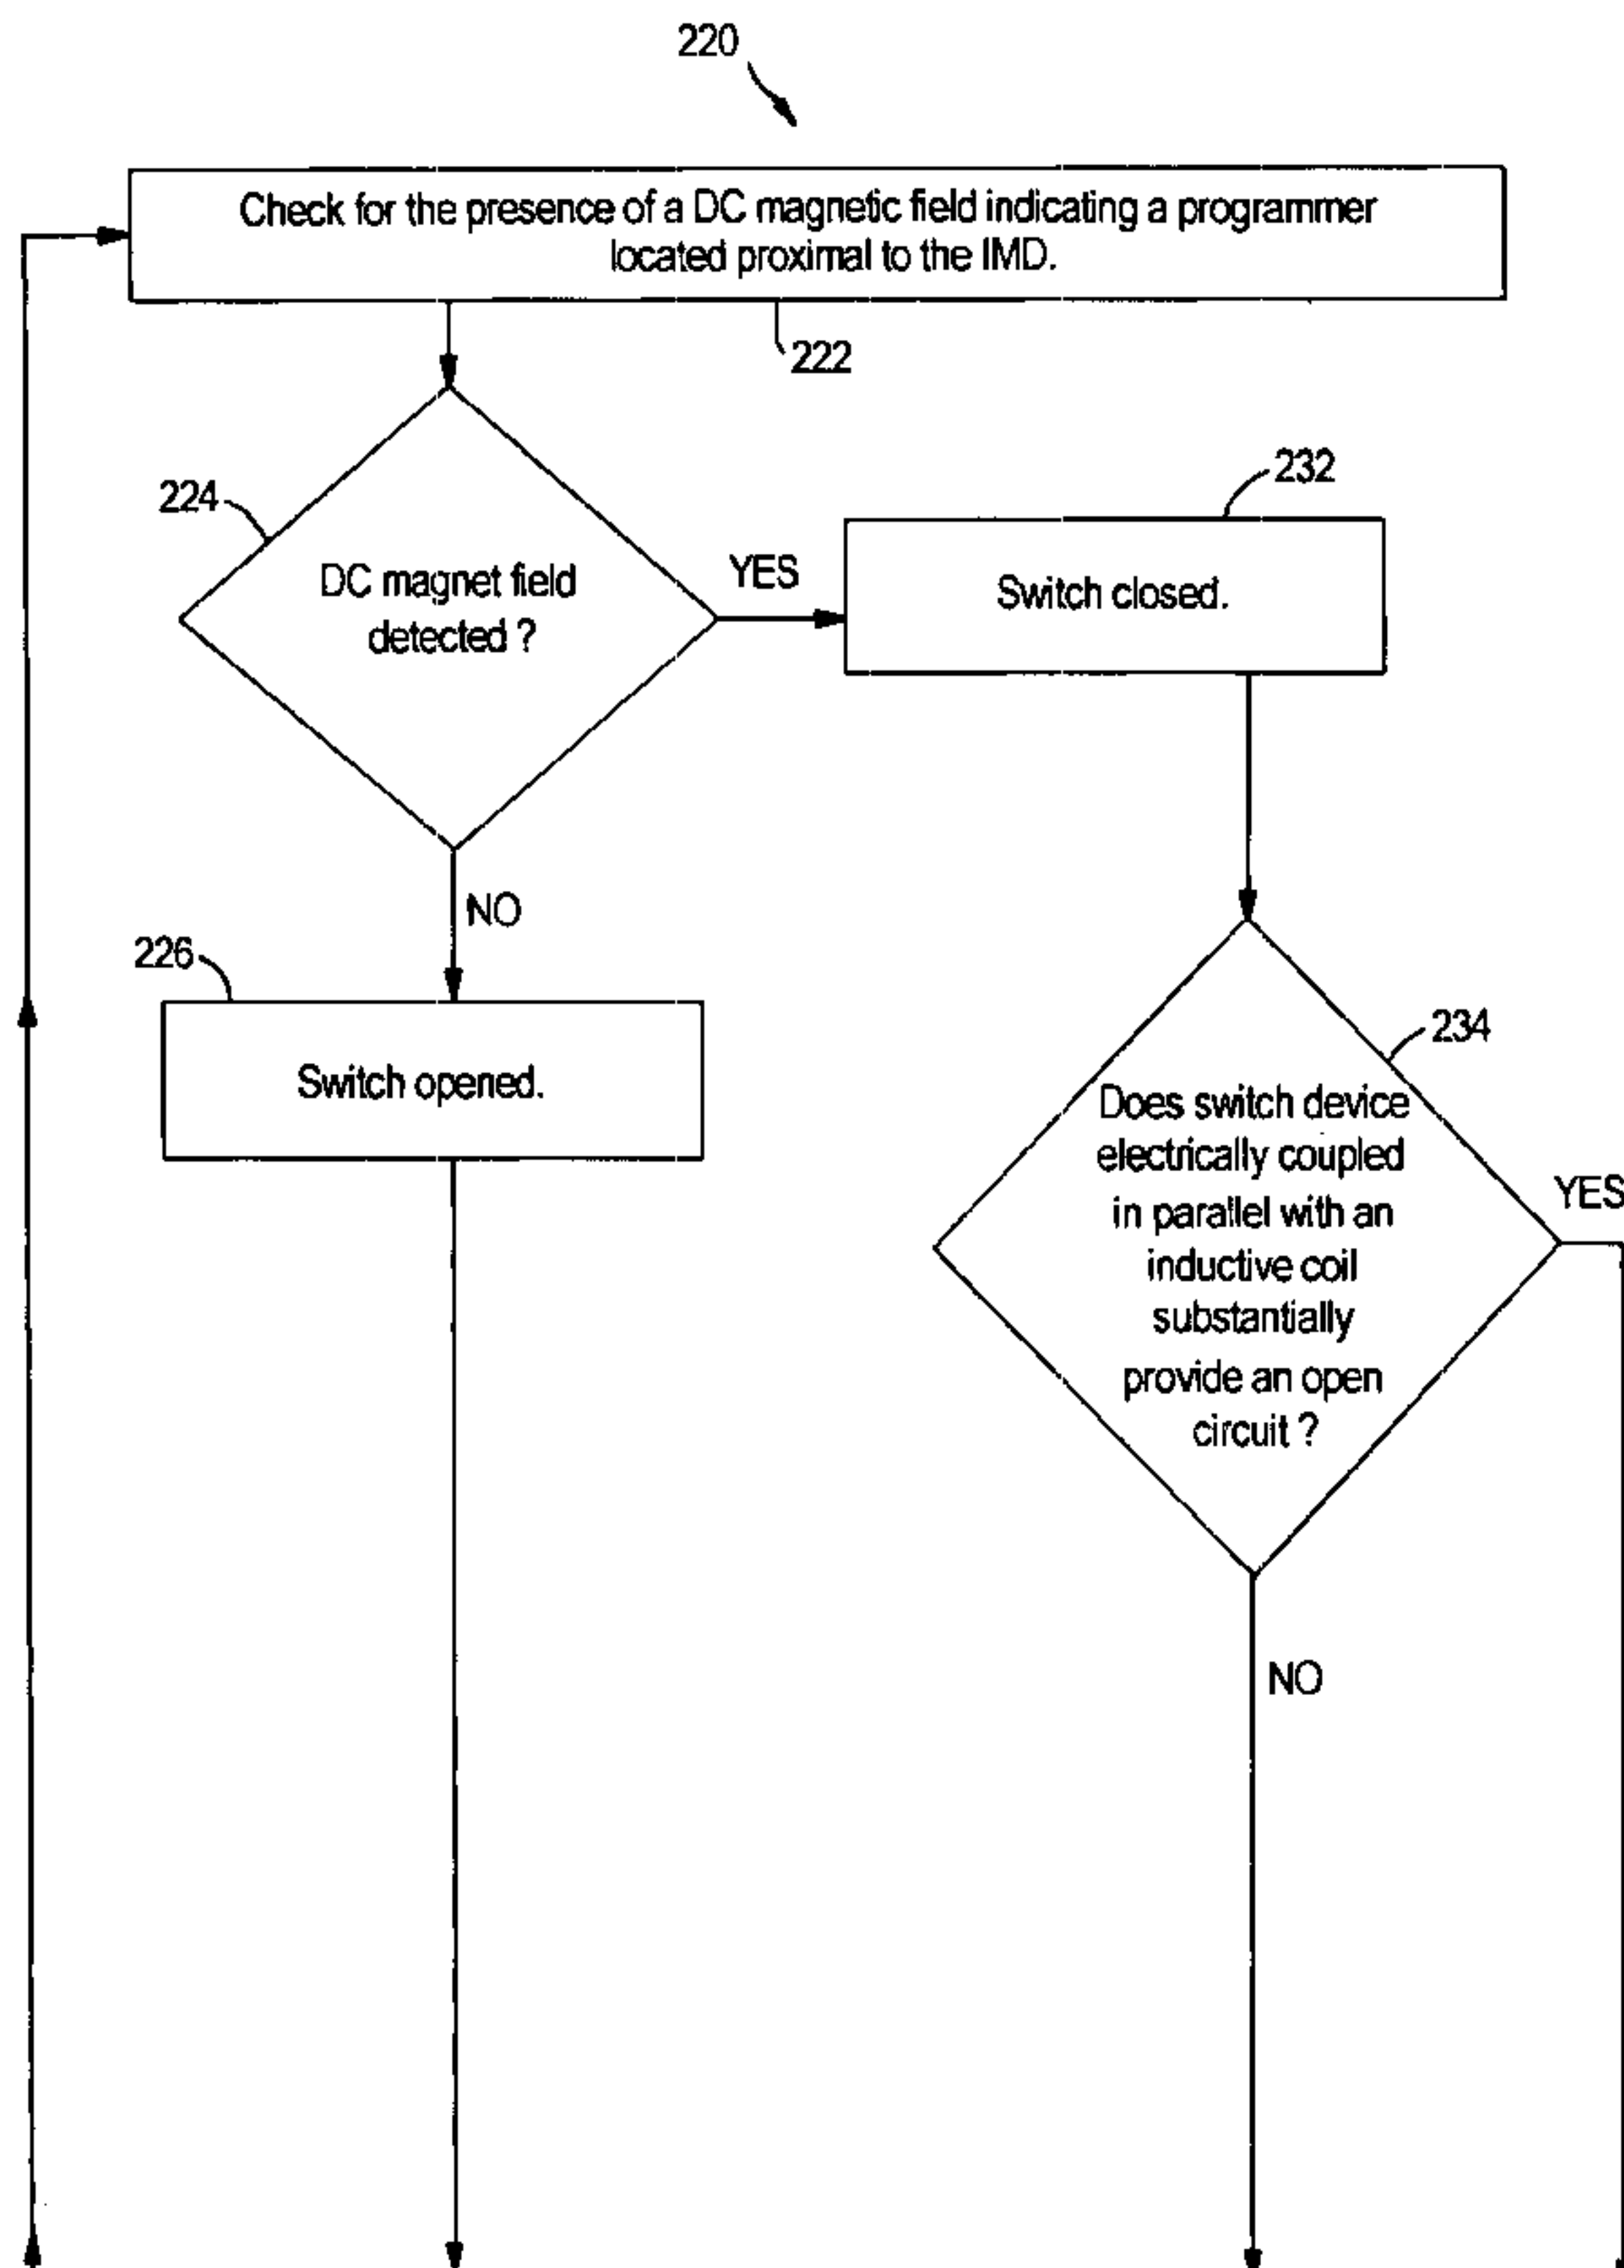 220
Check for the presence of a DC magnetic field indicating a programmer
located proximal to the IMD.
222
224
DC magnet field
detected ?
YES
232
Switch closed.
NO
226
Switch opened.
234
Does switch device
electrically coupled
in parallel with an
inductive coil
substantially
provide an open
circuit ?
YES
NO